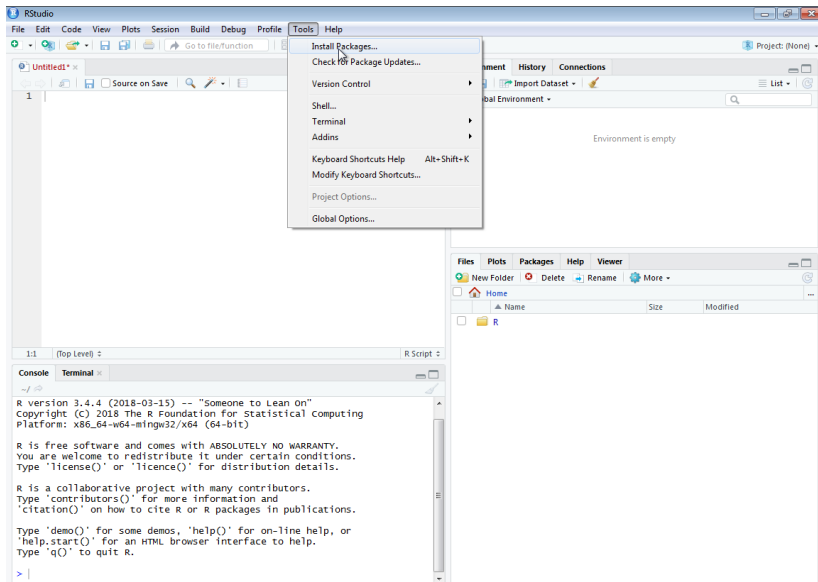 RStudio
File Edit Code View Plots Session Build Debug Profile Tools Help
Go to file/function
Project: (None)
Install Packages...
Check for Package Updates...
Version Control
Shell...
Terminal
Addins
Keyboard Shortcuts Help Alt+Shift+K
Modify Keyboard Shortcuts...
Project Options...
Global Options...
Untitled1*
Source on Save
1
1:1 (Top Level) R Script
History Connections
Import Dataset List
Environment
Environment is empty
Files Plots Packages Help Viewer
New Folder Delete Rename More
Home ...
Name Size Modified
R
Console Terminal
~/
R version 3.4.4 (2018-03-15) -- "Someone to Lean On"
Copyright (C) 2018 The R Foundation for Statistical Computing
Platform: x86_64-w64-mingw32/x64 (64-bit)
R is free software and comes with ABSOLUTELY NO WARRANTY.
You are welcome to redistribute it under certain conditions.
Type 'license()' or 'licence()' for distribution details.
R is a collaborative project with many contributors.
Type 'contributors()' for more information and
'citation()' on how to cite R or R packages in publications.
Type 'demo()' for some demos, 'help()' for on-line help, or
'help.start()' for an HTML browser interface to help.
Type 'q()' to quit R.
>